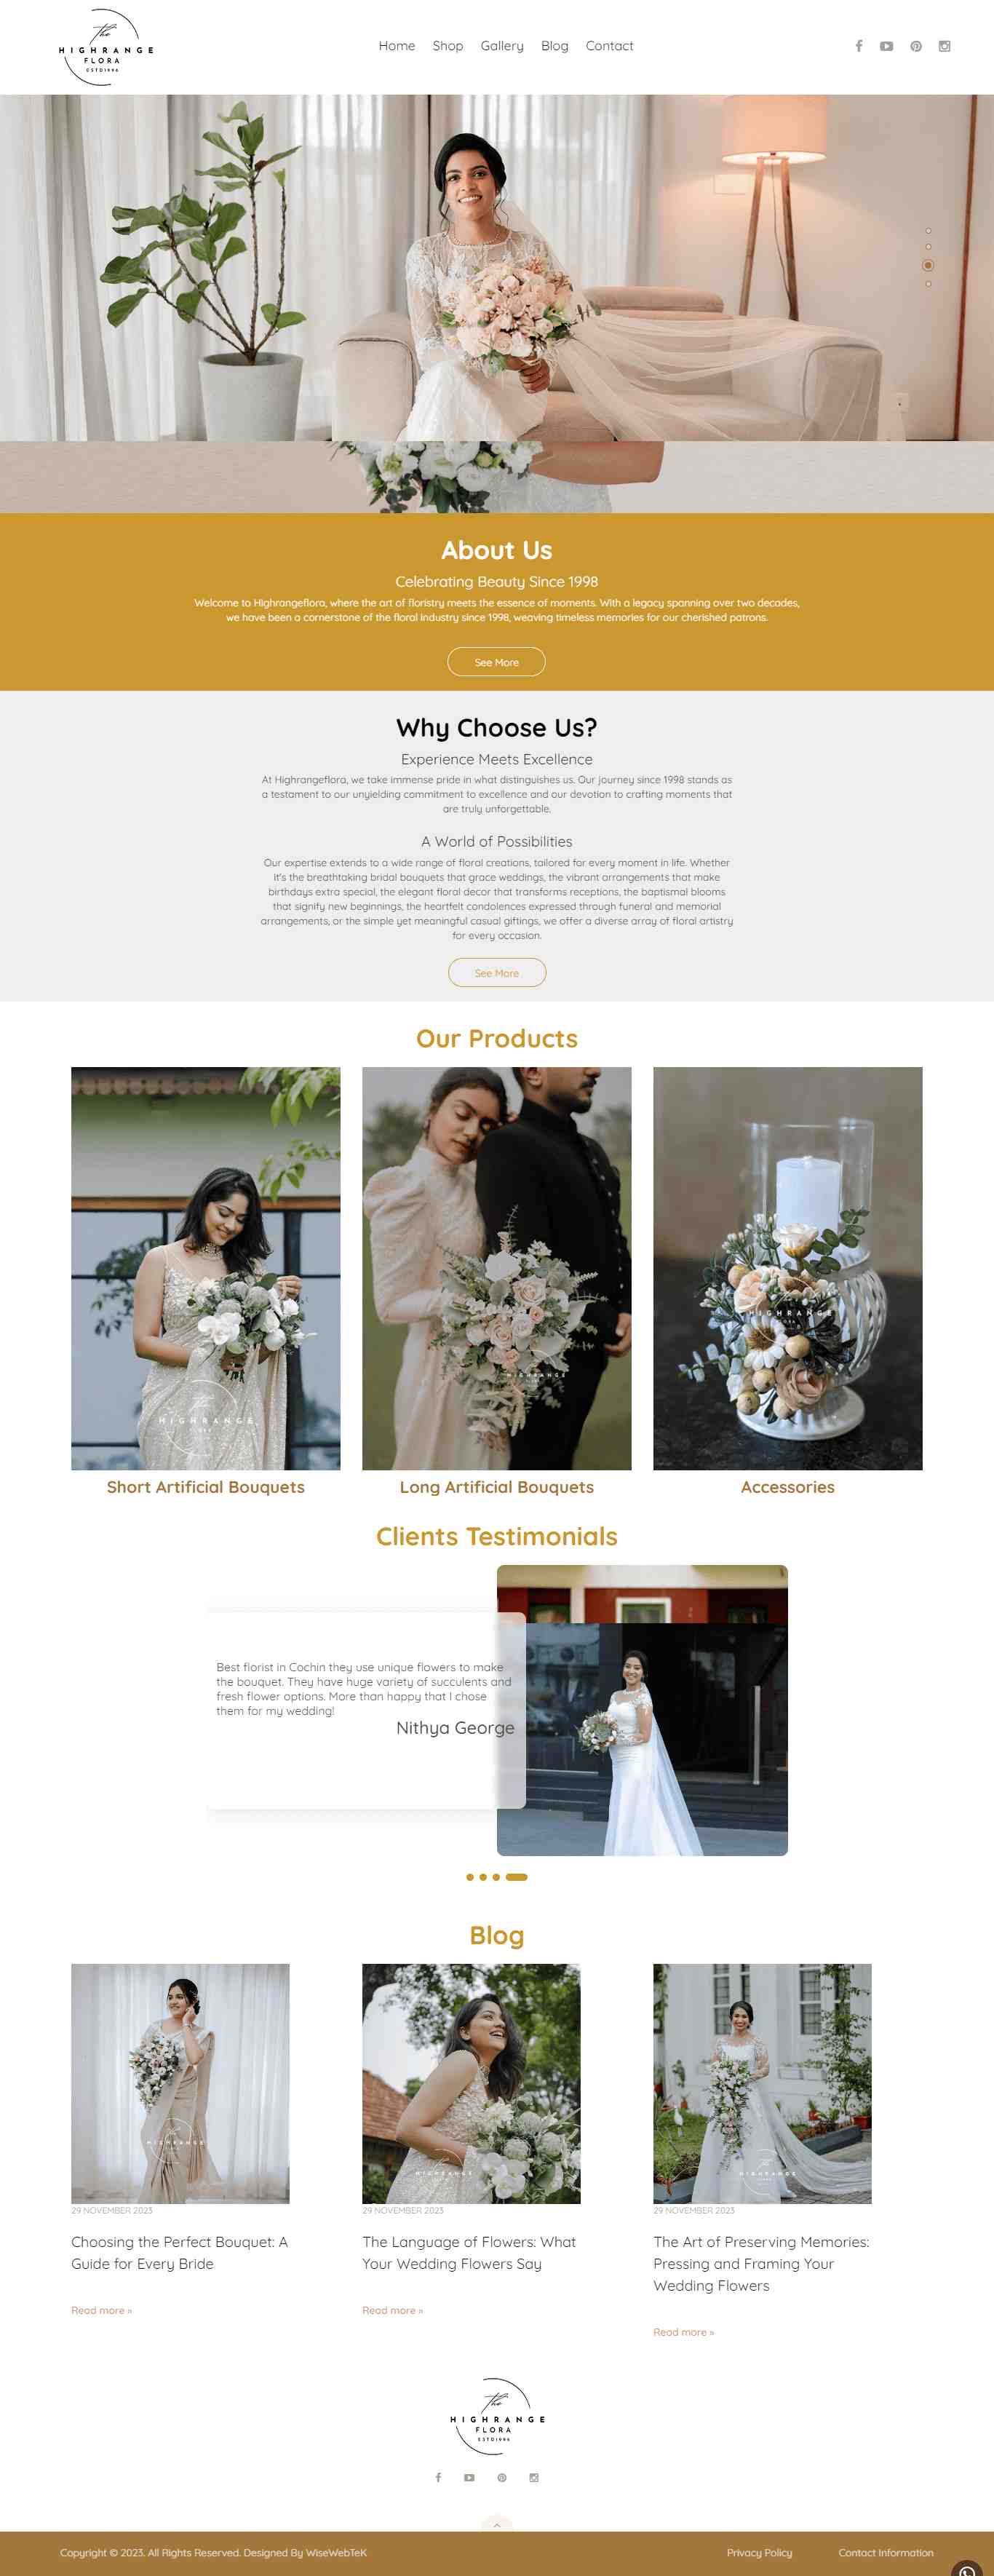 the
HIGHRANGE
FLORA
Home Shop Gallery Blog Contact
About Us
Celebrating Beauty Since 1998
Welcome to Highrangeflora, where the art of floristry meets the essence of moments. With a legacy spanning over two decades,
we have been a cornerstone of the floral industry since 1998, weaving timeless memories for our cherished patrons.
See More
Why Choose Us?
Experience Meets Excellence
At Highrangeflora, we take immense pride in what distinguishes us. Our journey since 1998 stands as
a testament to our unyielding commitment to excellence and our devotion to crafting moments that
are truly unforgettable.
A World of Possibilities
Our expertise extends to a wide range of floral creations, tailored for every moment in life. Whether
it's the breathtaking bridal bouquets that grace weddings, the vibrant arrangements that make
birthdays extra special, the elegant floral decor that transforms receptions, the baptismal blooms
that signify new beginnings, the heartfelt condolences expressed through funeral and memorial
arrangements, or the simple yet meaningful casual giftings, we offer a diverse array of floral artistry
for every occasion.
See More
Our Products
HIGHRANGE
HIGHRANGE
HIGHRANGE
Short Artificial Bouquets
Long Artificial Bouquets
Accessories
Clients Testimonials
Best florist in Cochin they use unique flowers to make
the bouquet. They have huge variety of succulents and
fresh flower options. More than happy that I chose
them for my wedding!
Nithya George
Blog
HIGHRANGE
HIGHRANGE
HIGHRANGE
29 NOVEMBER 2023
Choosing the Perfect Bouquet: A
Guide for Every Bride
Read more »
29 NOVEMBER 2023
The Language of Flowers: What
Your Wedding Flowers Say
Read more »
29 NOVEMBER 2023
The Art of Preserving Memories:
Pressing and Framing Your
Wedding Flowers
Read more »
the
HIGHRANGE
FLORA
Copyright © 2023. All Rights Reserved. Designed By WiseWebTeK
Privacy Policy
Contact Information